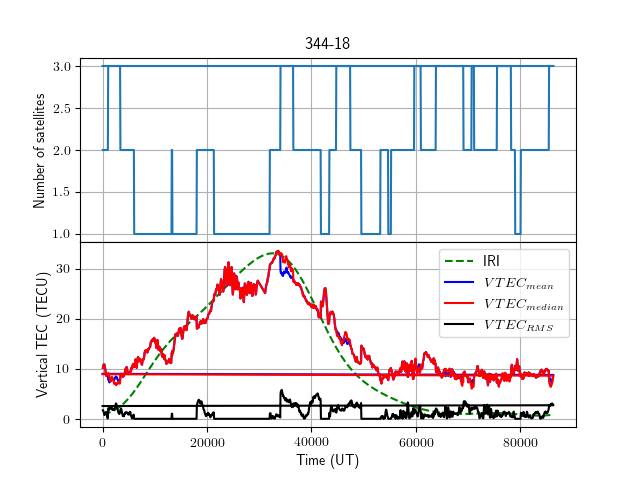 344-18
Number of satellites
3.0
2.5
2.0
1.5
1.0
Vertical TEC (TECU)
30
20
10
0
IRI
VTEC_mean
VTEC_median
VTEC_RMS
0 20000 40000 60000 80000
Time (UT)